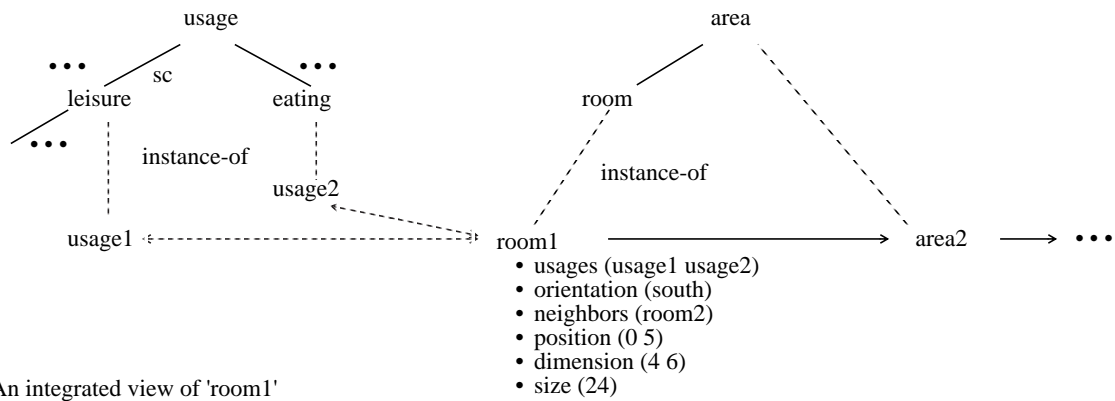 usage
area
sc
leisure
eating
room
instance-of
instance-of
usage2
usage1
room1
area2
• usages (usage1 usage2)
• orientation (south)
• neighbors (room2)
• position (0 5)
• dimension (4 6)
• size (24)
An integrated view of 'room1'